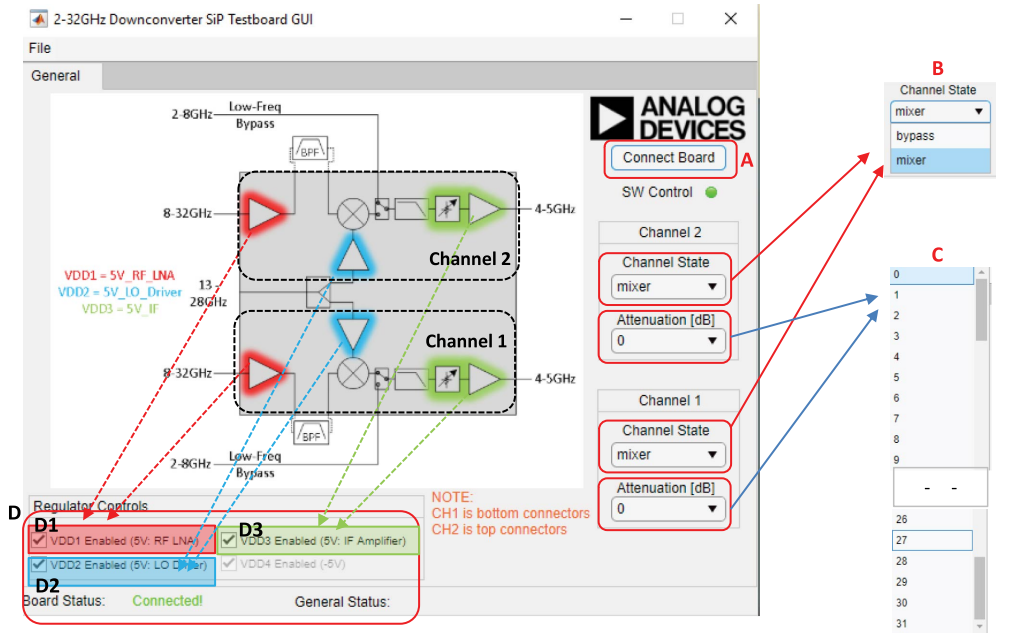 2-32GHz Downconverter SiP Testboard GUI
File
General
2-8GHz
Low-Freq
Bypass
BPF
8-32GHz
4-5GHz
Channel 2
VDD1 = 5V_RF_LNA
VDD2 = 5V_LO_Driver
VDD3 = 5V_IF
13 -
28GHz
Channel 1
8-32GHz
4-5GHz
BPF
2-8GHz
Low-Freq
Bypass
ANALOG
DEVICES
Connect Board
A
SW Control
Channel 2
Channel State
mixer
Attenuation [dB]
0
Channel 1
Channel State
mixer
Attenuation [dB]
0
NOTE:
CH1 is bottom connectors
CH2 is top connectors
D
Regulator Controls
D1
VDD1 Enabled (5V: RF LNA)
D3
VDD3 Enabled (5V: IF Amplifier)
VDD2 Enabled (5V: LO Driver)
VDD4 Enabled (-5V)
D2
Board Status:
Connected!
General Status:
B
Channel State
mixer
bypass
mixer
C
0
1
2
3
4
5
6
7
8
9
- -
26
27
28
29
30
31